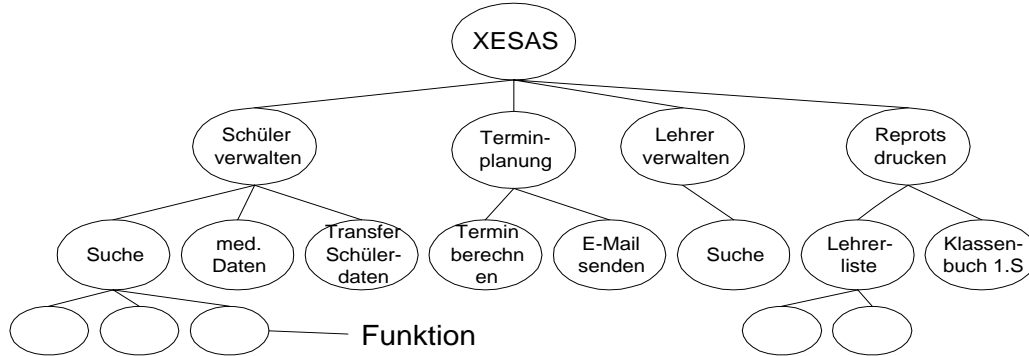 XESAS
Schüler
verwalten
Termin-
planung
Lehrer
verwalten
Reprots
drucken
Suche
med.
Daten
Transfer
Schüler-
daten
Termin
berechn
en
E-Mail
senden
Suche
Lehrer-
liste
Klassen-
buch 1.S
Funktion